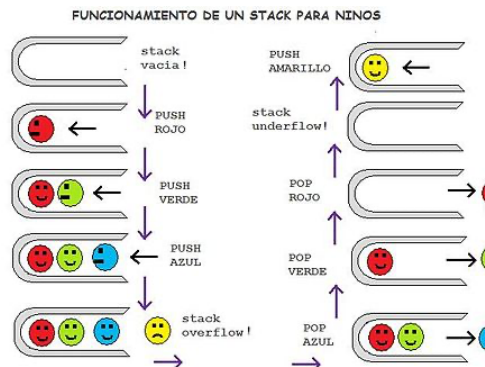 FUNCIONAMIENTO DE UN STACK PARA NINOS
stack
vacia!
PUSH
ROJO
PUSH
VERDE
PUSH
AZUL
stack
overflow!
POP
AZUL
POP
VERDE
POP
ROJO
stack
underflow!
PUSH
AMARILLO